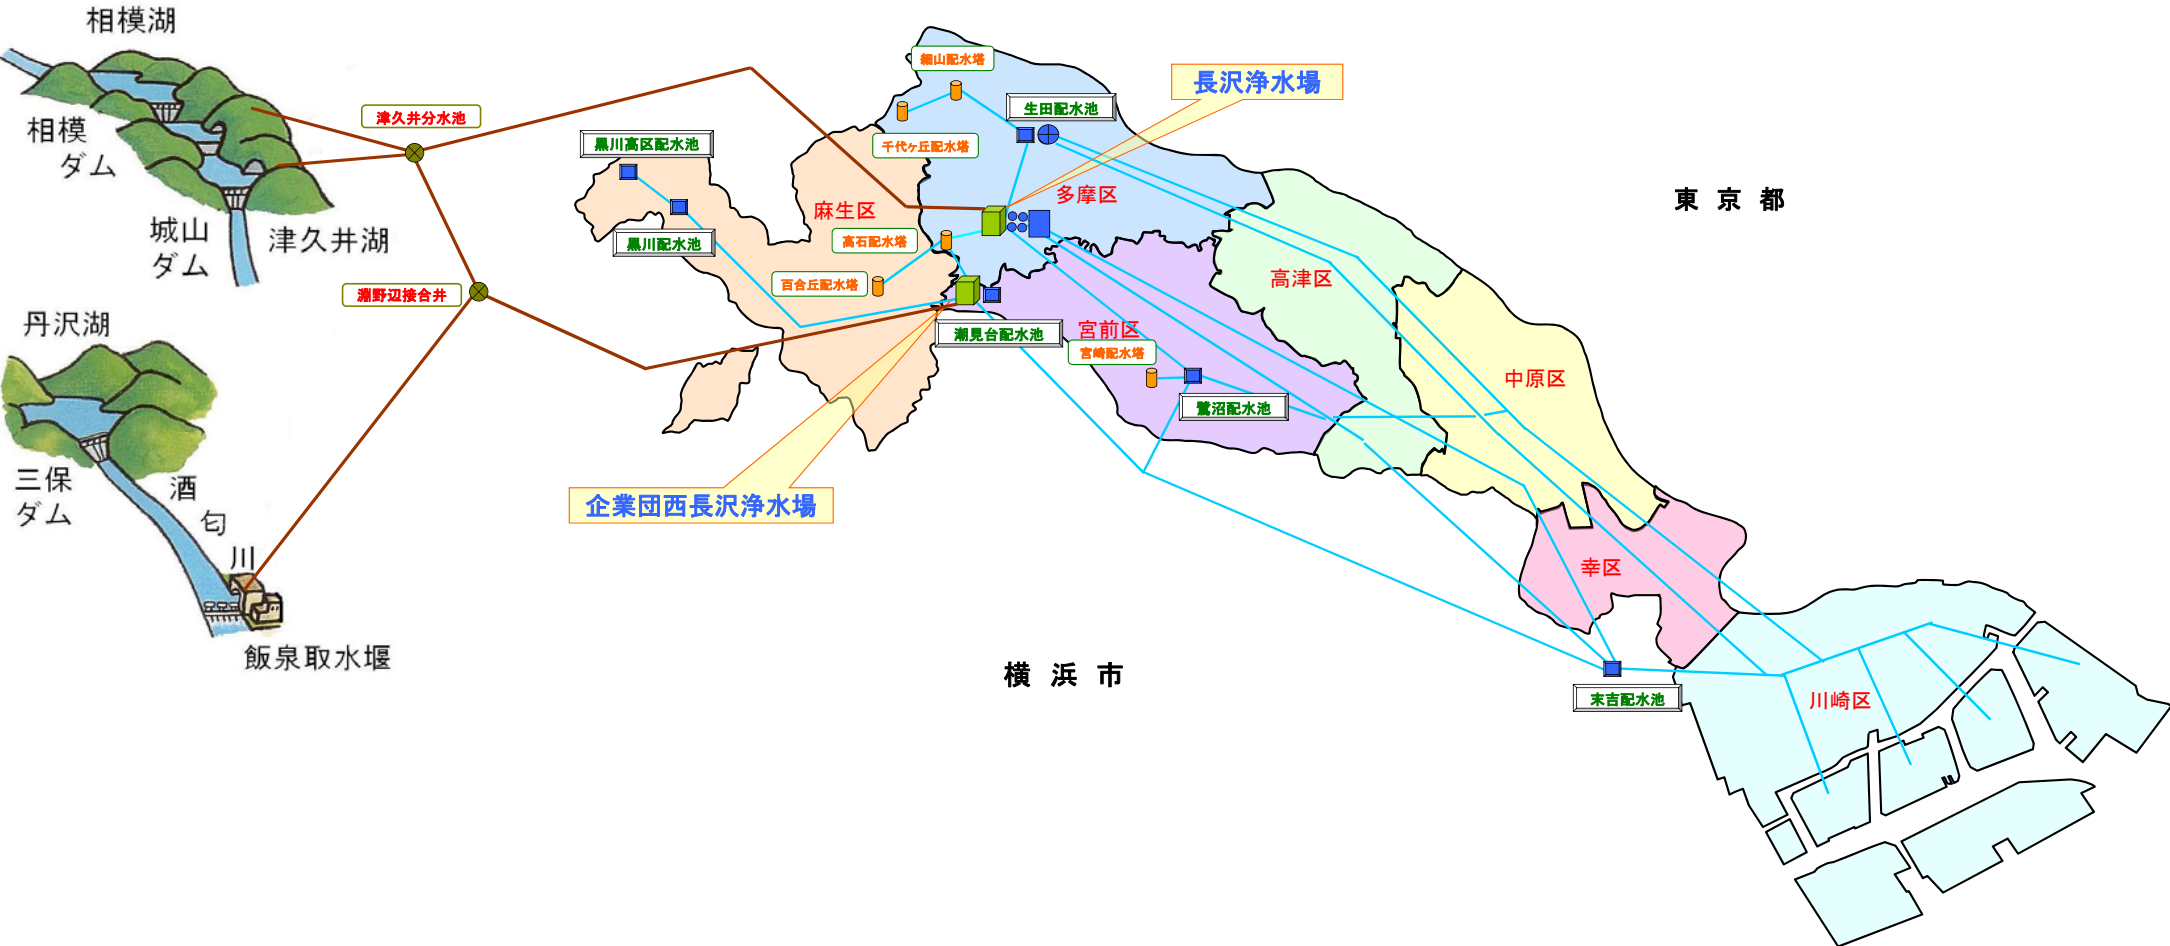 相模湖
相模
ダム
城山
ダム
津久井湖
津久井分水池
淵野辺接合井
丹沢湖
三保
ダム
酒
匂
川
飯泉取水堰
黒川高区配水池
黒川配水池
麻生区
細山配水塔
千代ヶ丘配水塔
高石配水塔
百合丘配水塔
生田配水池
長沢浄水場
多摩区
潮見台配水池
宮前区
宮崎配水塔
鷺沼配水池
企業団西長沢浄水場
高津区
中原区
幸区
末吉配水池
川崎区
東京都
横浜市